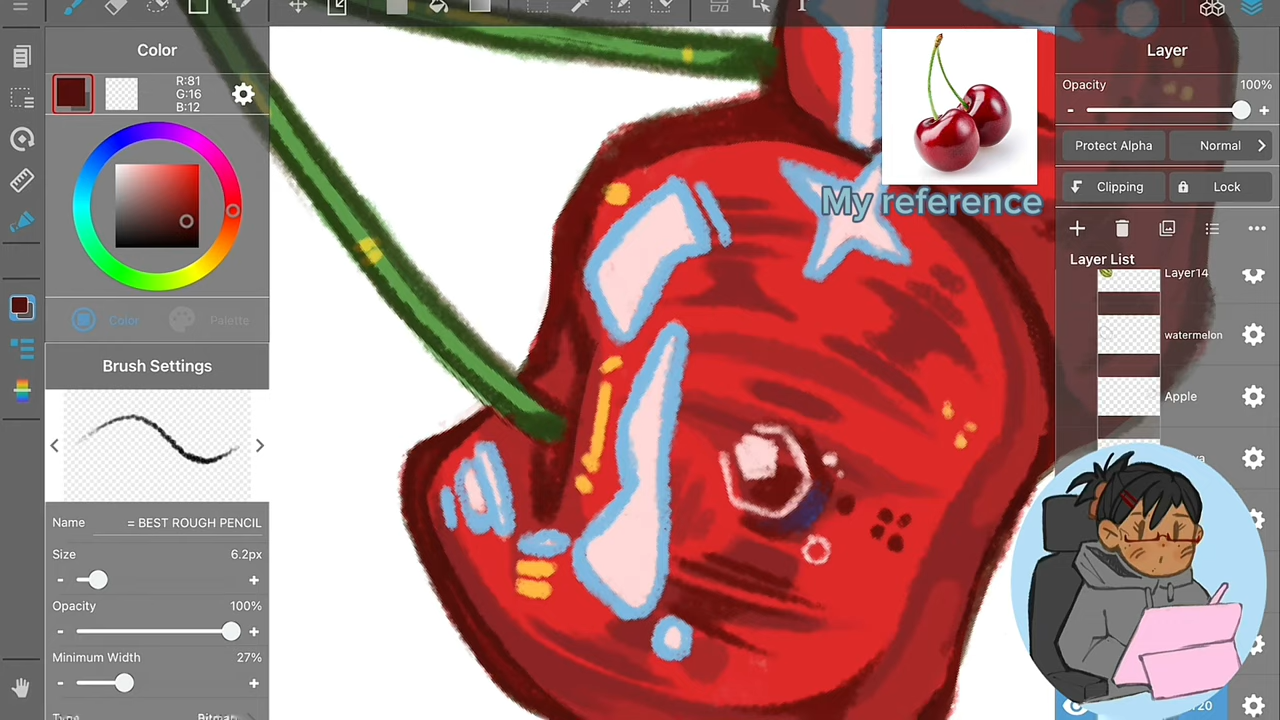 Color
R:81
G:16
B:12
Color
Palette
Brush Settings
Name
= BEST ROUGH PENCIL
Size
6.2px
-
+
Opacity
100%
-
+
Minimum Width
27%
-
+
My reference
Layer
Opacity
100%
-
+
Protect Alpha
Normal
Clipping
Lock
Layer List
Layer14
watermelon
Apple